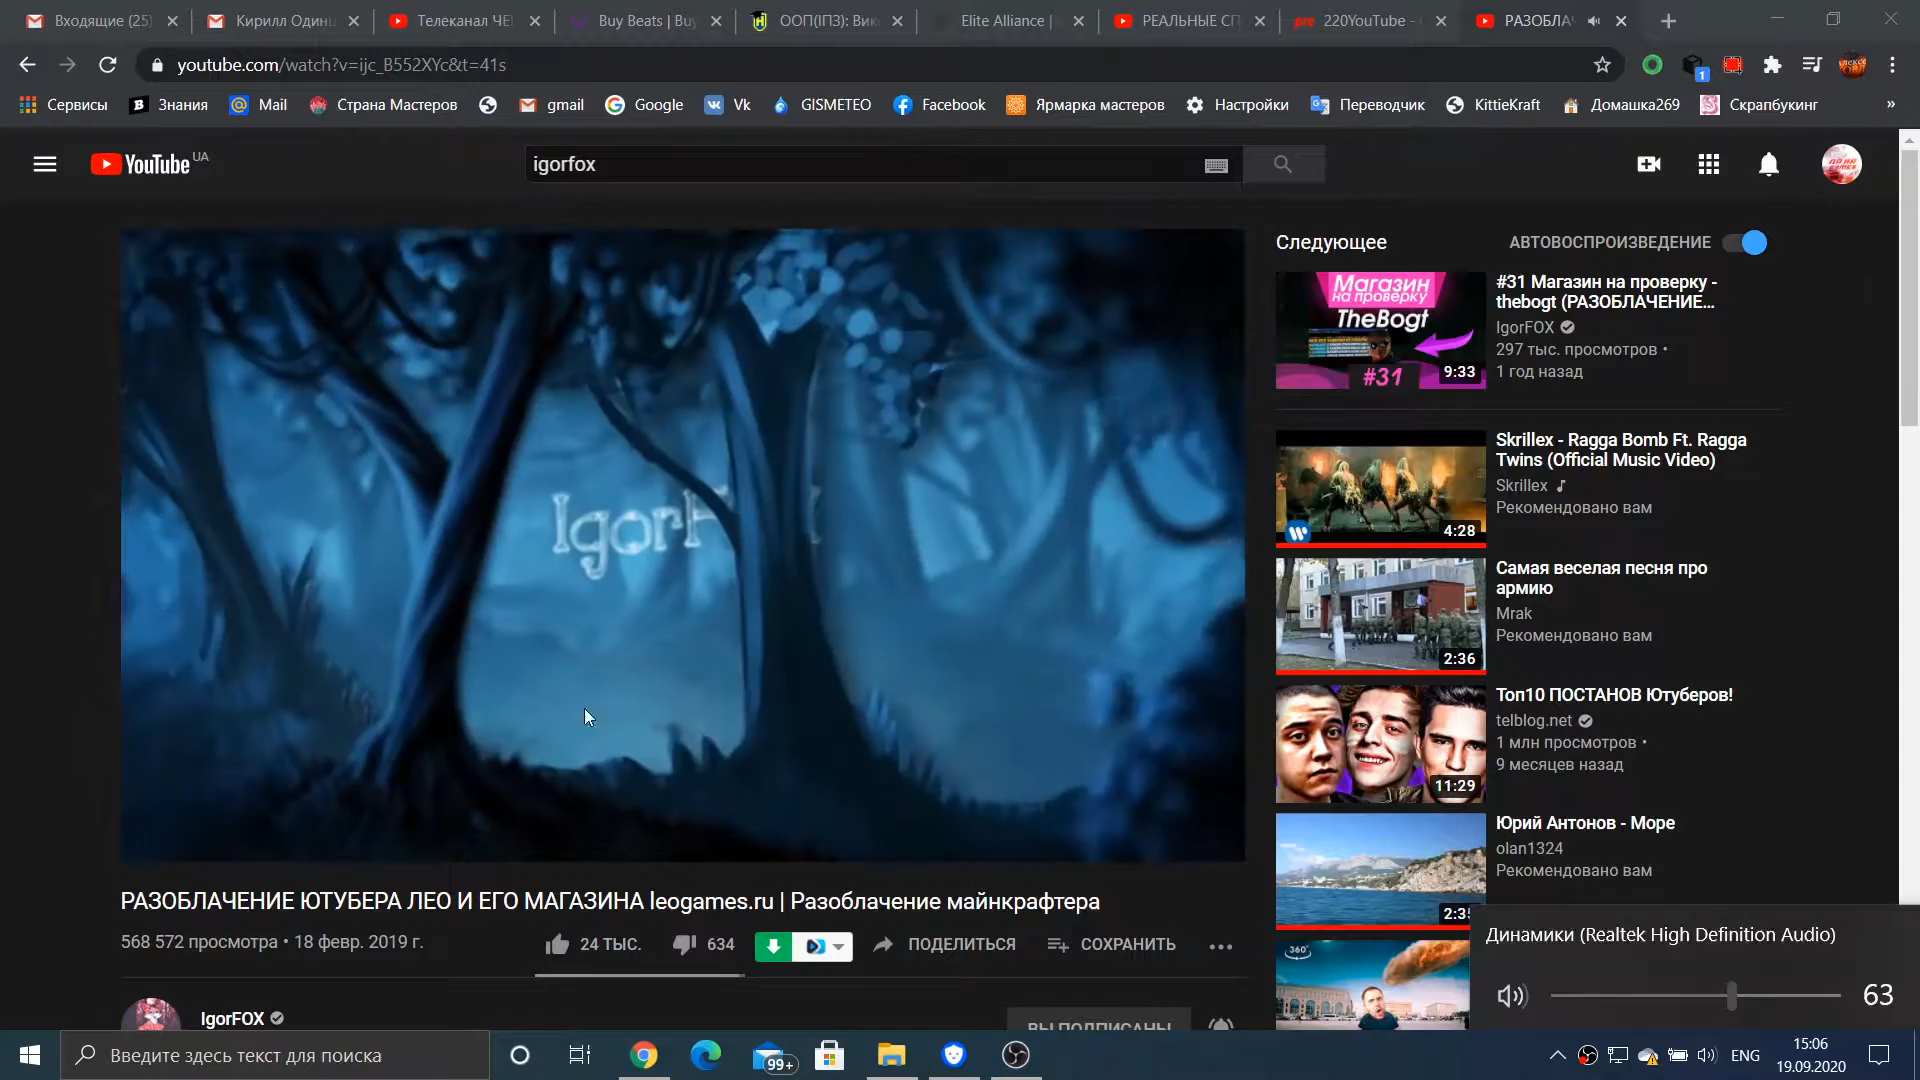 Входящие (25)
Кирилл Один
Телеканал ЧЕ
Buy Beats | Buy
ООП(ІПЗ): Вик
Elite Alliance |
РЕАЛЬНЫЕ СП
pre 220YouTube -
РАЗОБЛАЧ
youtube.com/watch?v=ijc_B552XYc&t=41s
1
Сервисы
Знания
Mail
Страна Мастеров
gmail
Google
Vk
GISMETEO
Facebook
Ярмарка мастеров
Настройки
Переводчик
KittieKraft
Домашка269
Скрапбукинг
»
YouTube UA
igorfox
Следующее
АВТОВОСПРОИЗВЕДЕНИЕ
Магазин
на проверку
TheBogt
#31
9:33
#31 Магазин на проверку -
thebogt (РАЗОБЛАЧЕНИЕ...
IgorFOX
297 тыс. просмотров •
1 год назад
4:28
Skrillex - Ragga Bomb Ft. Ragga
Twins (Official Music Video)
Skrillex
Рекомендовано вам
2:36
Самая веселая песня про
армию
Mrak
Рекомендовано вам
11:29
Топ10 ПОСТАНОВ Ютуберов!
telblog.net
1 млн просмотров •
9 месяцев назад
Юрий Антонов - Море
olan1324
Рекомендовано вам
360°
IgorF
РАЗОБЛАЧЕНИЕ ЮТУБЕРА ЛЕО И ЕГО МАГАЗИНА leogames.ru | Разоблачение майнкрафтера
568 572 просмотра • 18 февр. 2019 г.
24 ТЫС.
634
ПОДЕЛИТЬСЯ
СОХРАНИТЬ
IgorFOX
ВЫ ПОДПИСАНЫ
Динамики (Realtek High Definition Audio)
63
Введите здесь текст для поиска
99+
ENG
15:06
19.09.2020